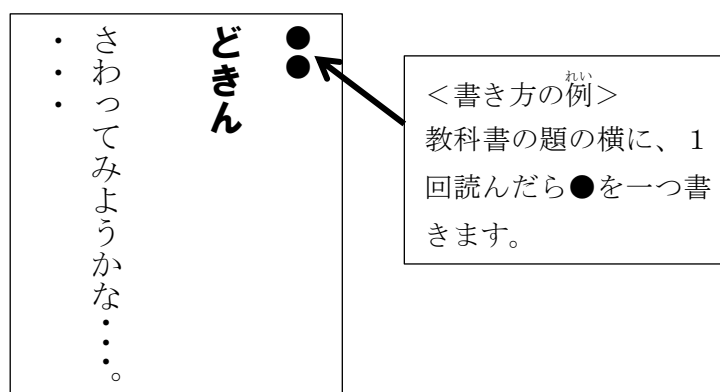 ●●
どきん
さわってみようかな・・・。
・・・
＜書き方の例＞
れい
教科書の題の横に、１
回読んだら●を一つ書
きます。